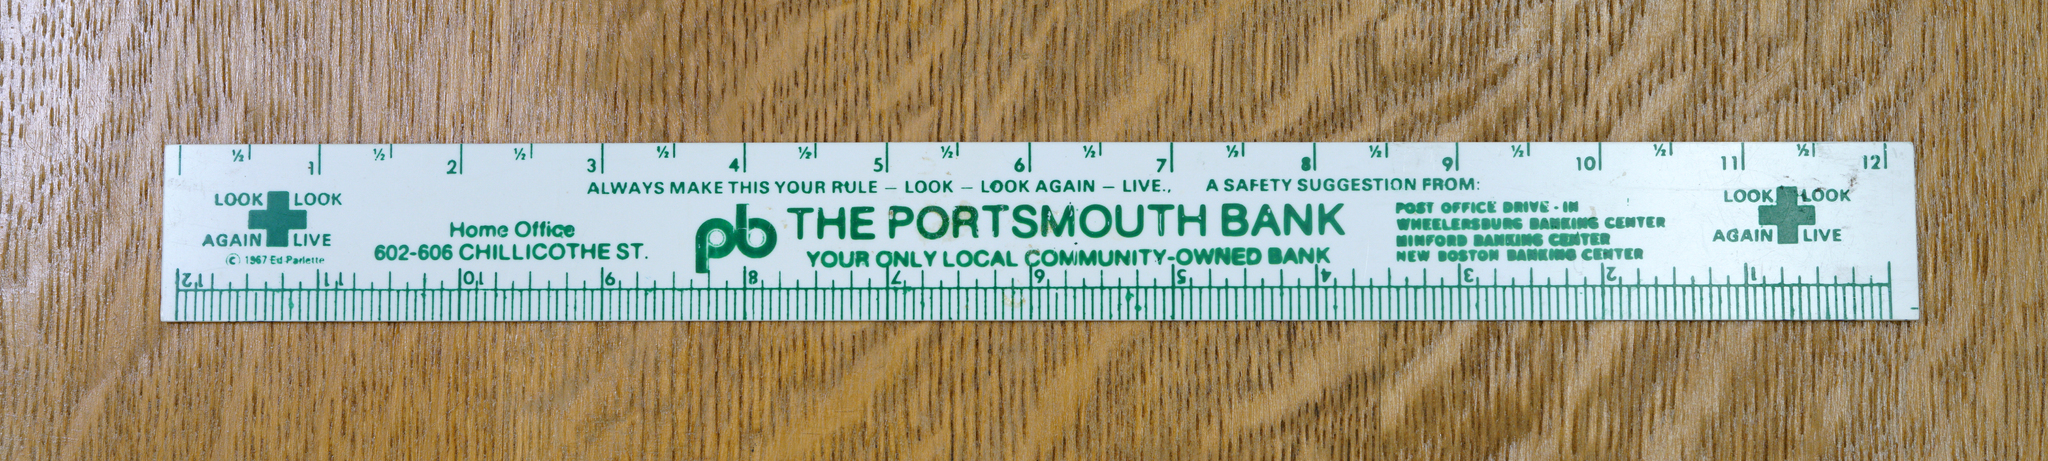 ½ 1 ½ 2 ½ 3 ½ 4 ½ 5 ½ 6 ½ 7 ½ 8 ½ 9 ½ 10 ½ 11 ½ 12
ALWAYS MAKE THIS YOUR RULE – LOOK – LOOK AGAIN – LIVE., A SAFETY SUGGESTION FROM:
LOOK LOOK
AGAIN LIVE
© 1967 Ed Parlette
Home Office
602-606 CHILLICOTHE ST.
pb THE PORTSMOUTH BANK
YOUR ONLY LOCAL COMMUNITY-OWNED BANK
POST OFFICE DRIVE - IN
WHEELERSBURG BANKING CENTER
MINFORD BANKING CENTER
NEW BOSTON BANKING CENTER
LOOK LOOK
AGAIN LIVE
12 11 10 9 8 7 6 5 4 3 2 1